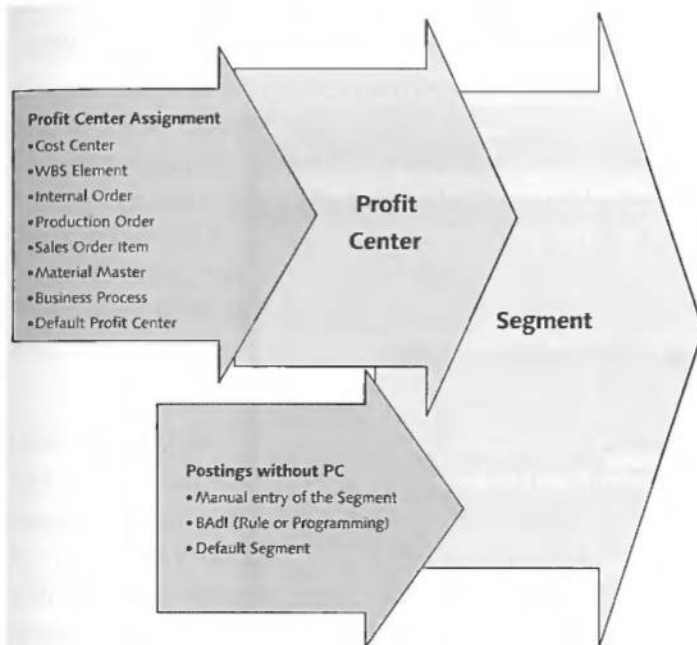 Profit Center Assignment
•Cost Center
•WBS Element
•Internal Order
•Production Order
•Sales Order Item
•Material Master
•Business Process
•Default Profit Center
Profit
Center
Segment
Postings without PC
• Manual entry of the Segment
• BAdI (Rule or Programming)
• Default Segment